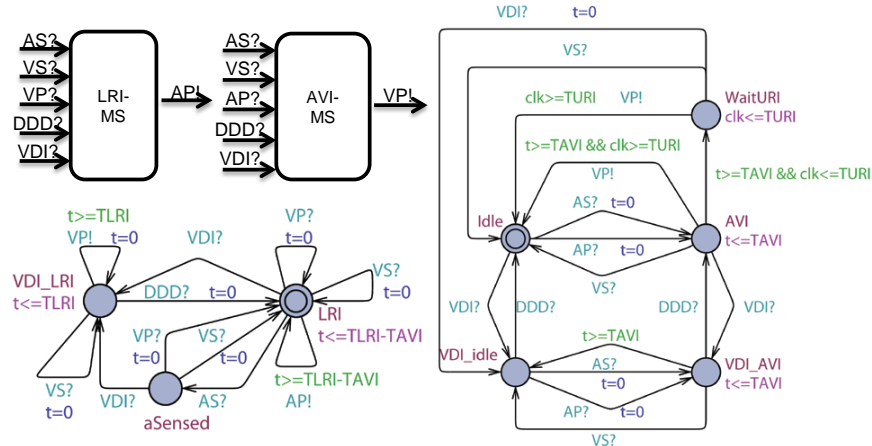 AS?
VS?
VP?
DDD?
VDI?
LRI-
MS
AP!
AS?
VS?
AP?
DDD?
VDI?
AVI-
MS
VP!
VDI? t=0
VS?
clk>=TURI VP!
WaitURI
clk<=TURI
t>=TAVI && clk>=TURI
VP!
t>=TAVI && clk<=TURI
Idle
AS?
t=0
AVI
t<=TAVI
AP? t=0
VS?
VDI?
DDD?
DDD?
VDI?
VDI_idle
t>=TAVI
AS?
t=0
VDI_AVI
t<=TAVI
AP? t=0
VS?
t>=TLRI
VP! t=0
VDI?
VP?
t=0
VDI_LRI
t<=TLRI
DDD? t=0
VS?
t=0
LRI
t<=TLRI-TAVI
VP?
t=0
VS?
t=0
VS?
t=0
VDI?
AS?
t>=TLRI-TAVI
AP!
aSensed